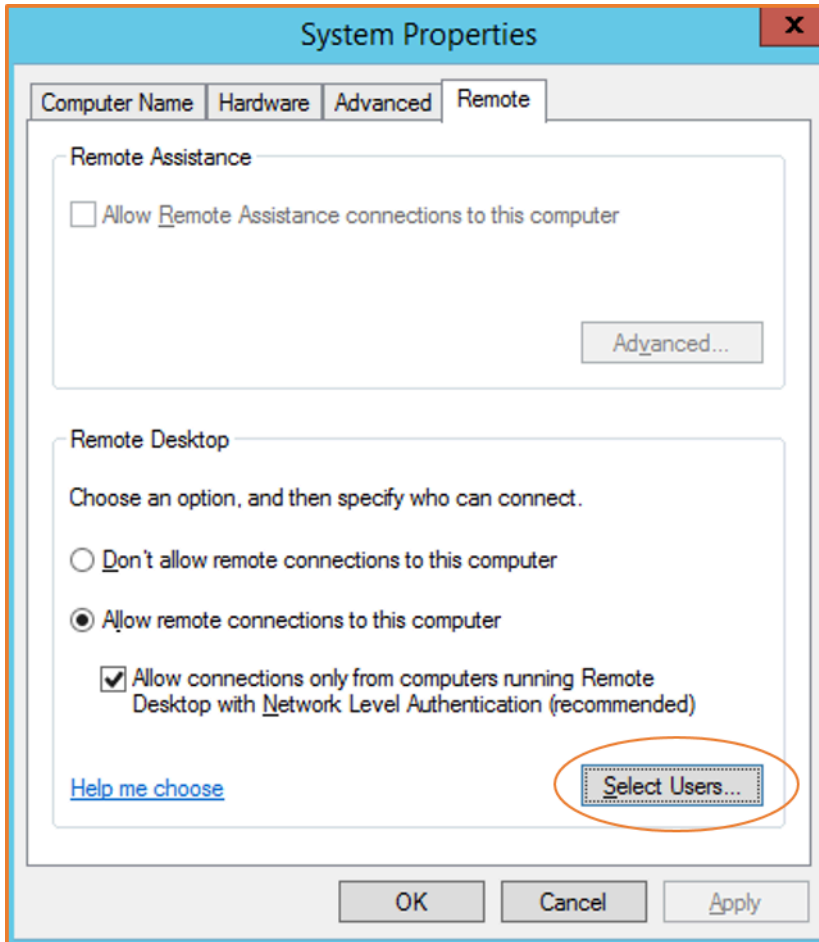 System Properties
x
Computer Name
Hardware
Advanced
Remote
Remote Assistance
Allow Remote Assistance connections to this computer
Advanced...
Remote Desktop
Choose an option, and then specify who can connect.
Don't allow remote connections to this computer
Allow remote connections to this computer
Allow connections only from computers running Remote
Desktop with Network Level Authentication (recommended)
Help me choose
Select Users...
OK
Cancel
Apply